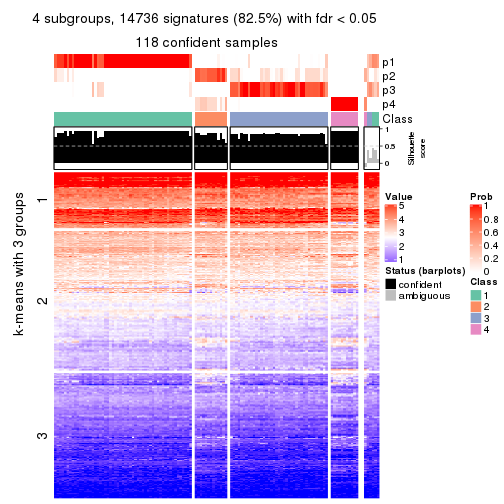 4 subgroups, 14736 signatures (82.5%) with fdr < 0.05
118 confident samples
p1
p2
p3
p4
Class
1
0.5
0
Silhouette
score
k-means with 3 groups
1
2
3
Value
5
4
3
2
1
Status (barplots)
confident
ambiguous
Prob
1
0.8
0.6
0.4
0.2
0
Class
1
2
3
4